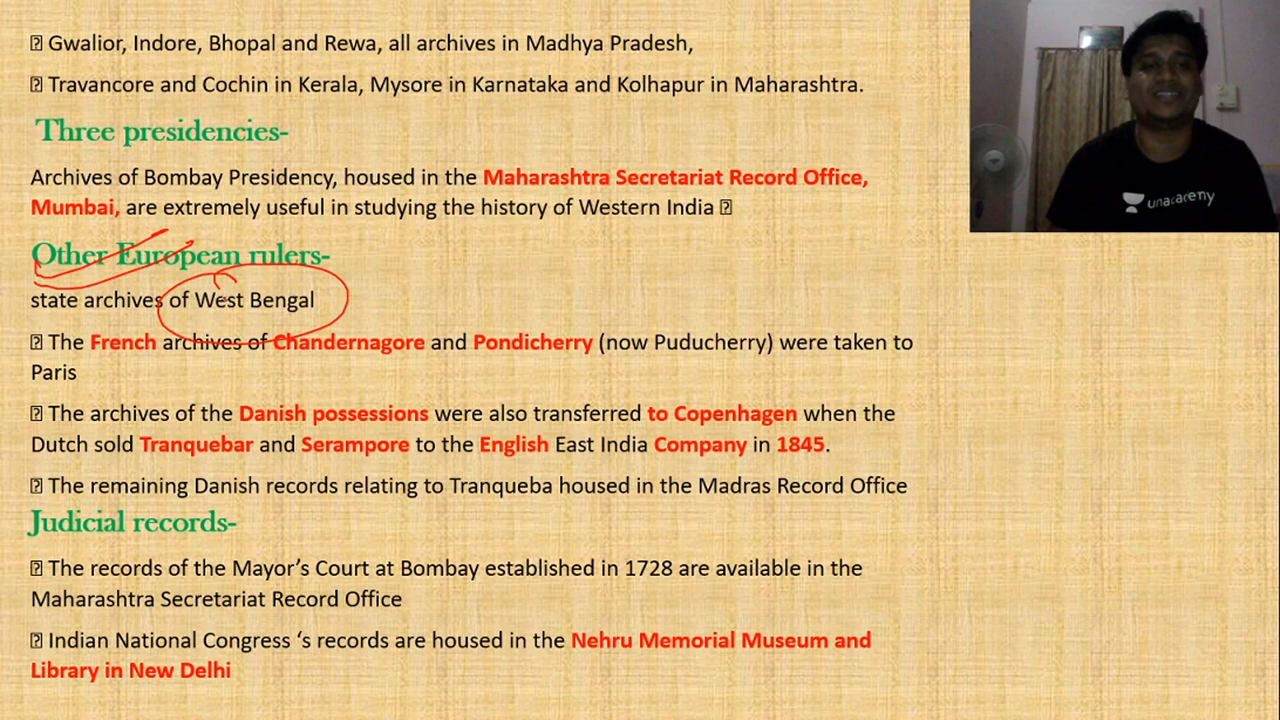 Gwalior, Indore, Bhopal and Rewa, all archives in Madhya Pradesh,
Travancore and Cochin in Kerala, Mysore in Karnataka and Kolhapur in Maharashtra.
Three presidencies-
Archives of Bombay Presidency, housed in the Maharashtra Secretariat Record Office,
Mumbai, are extremely useful in studying the history of Western India
Other European rulers-
state archives of West Bengal
The French archives of Chandernagore and Pondicherry (now Puducherry) were taken to
Paris
The archives of the Danish possessions were also transferred to Copenhagen when the
Dutch sold Tranquebar and Serampore to the English East India Company in 1845.
The remaining Danish records relating to Tranqueba housed in the Madras Record Office
Judicial records-
The records of the Mayor’s Court at Bombay established in 1728 are available in the
Maharashtra Secretariat Record Office
Indian National Congress ‘s records are housed in the Nehru Memorial Museum and
Library in New Delhi
unacademy